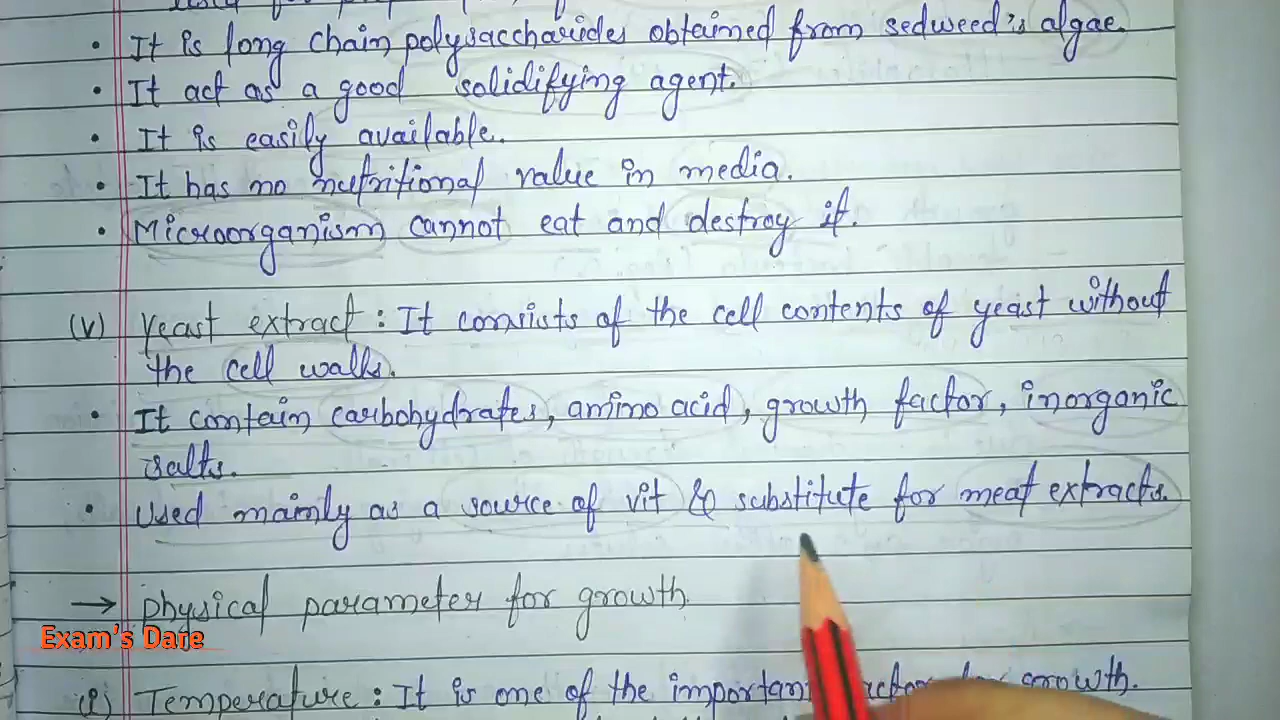 • It is long chain polysaccharides obtained from sedweed's algae.
• It act as a good solidifying agent.
• It is easily available.
• It has no nutritional value in media.
• Microorganism cannot eat and destroy it.
(v) Yeast extract : It consists of the cell contents of yeast without
the cell walls.
• It contain carbohydrates, amino acid, growth factor, inorganic
salts.
• Used mainly as a source of vit & substitute for meat extracts.
→ Physical parameter for growth.
Exam's Dare
(i) Temperature : It is one of the important growth.